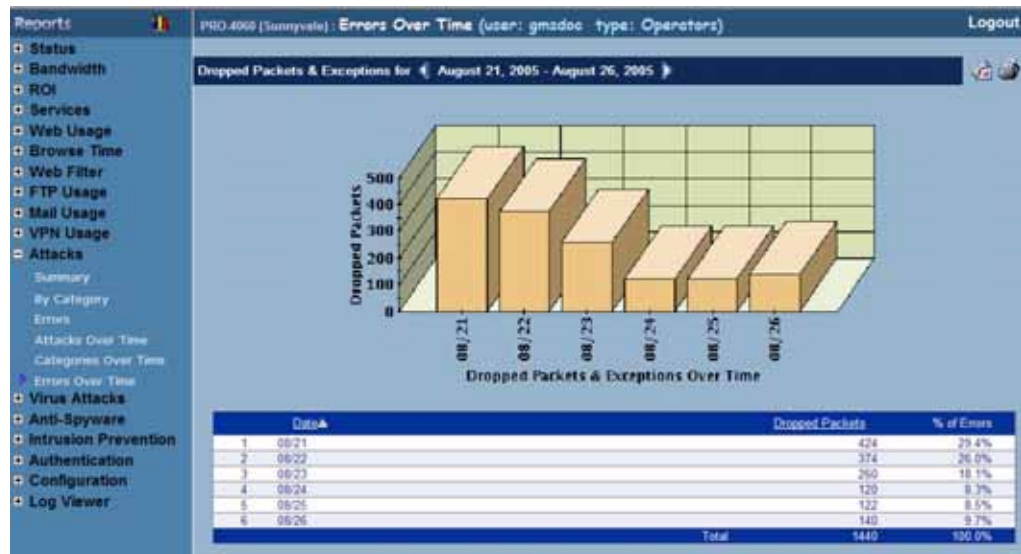 Reports
PRO-4060 (Sunnyvale) : Errors Over Time (user: gmsdoc type: Operators)
Logout
Status
Bandwidth
ROI
Services
Web Usage
Browse Time
Web Filter
FTP Usage
Mail Usage
VPN Usage
Attacks
Summary
By Category
Errors
Attacks Over Time
Categories Over Time
Errors Over Time
Virus Attacks
Anti-Spyware
Intrusion Prevention
Authentication
Configuration
Log Viewer
Dropped Packets & Exceptions for August 21, 2005 - August 26, 2005
Dropped Packets
500
400
300
200
100
0
08/21 08/22 08/23 08/24 08/25 08/26
Dropped Packets & Exceptions Over Time
Date Dropped Packets % of Errors
1 08/21 424 29.4%
2 08/22 374 26.0%
3 08/23 260 18.1%
4 08/24 120 8.3%
5 08/25 122 8.5%
6 08/26 140 9.7%
Total 1440 100.0%